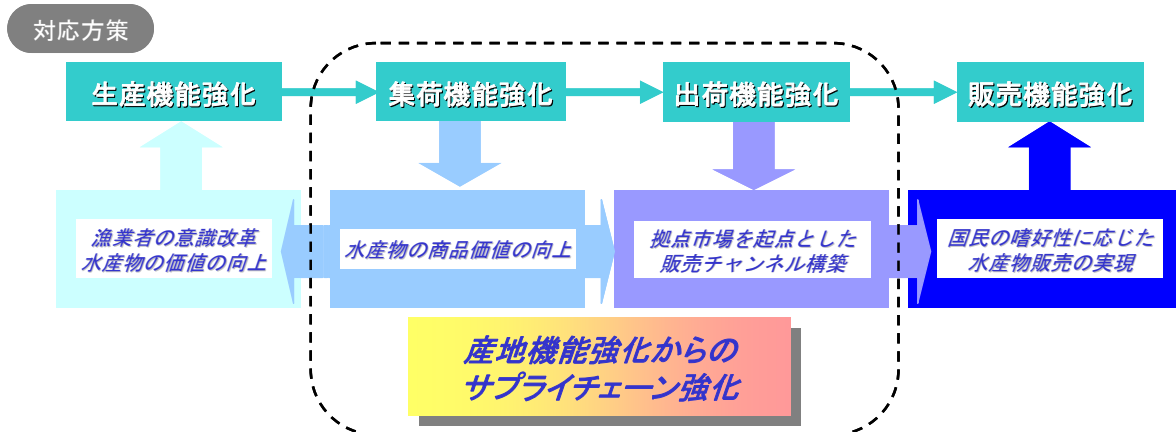 対応方策
生産機能強化
集荷機能強化
出荷機能強化
販売機能強化
漁業者の意識改革
水産物の価値の向上
水産物の商品価値の向上
拠点市場を起点とした
販売チャンネル構築
国民の嗜好性に応じた
水産物販売の実現
産地機能強化からの
サプライチェーン強化